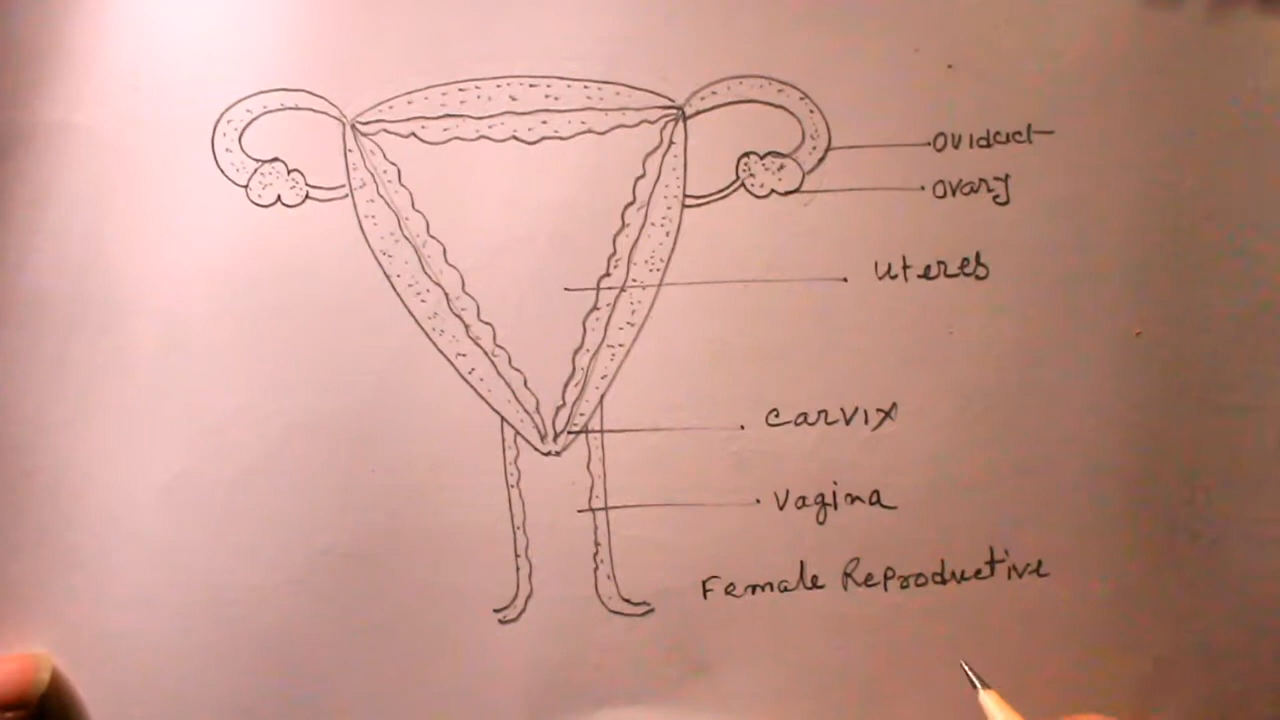 oviduct
ovary
uteres
carvix
vagina
Female Reproductive